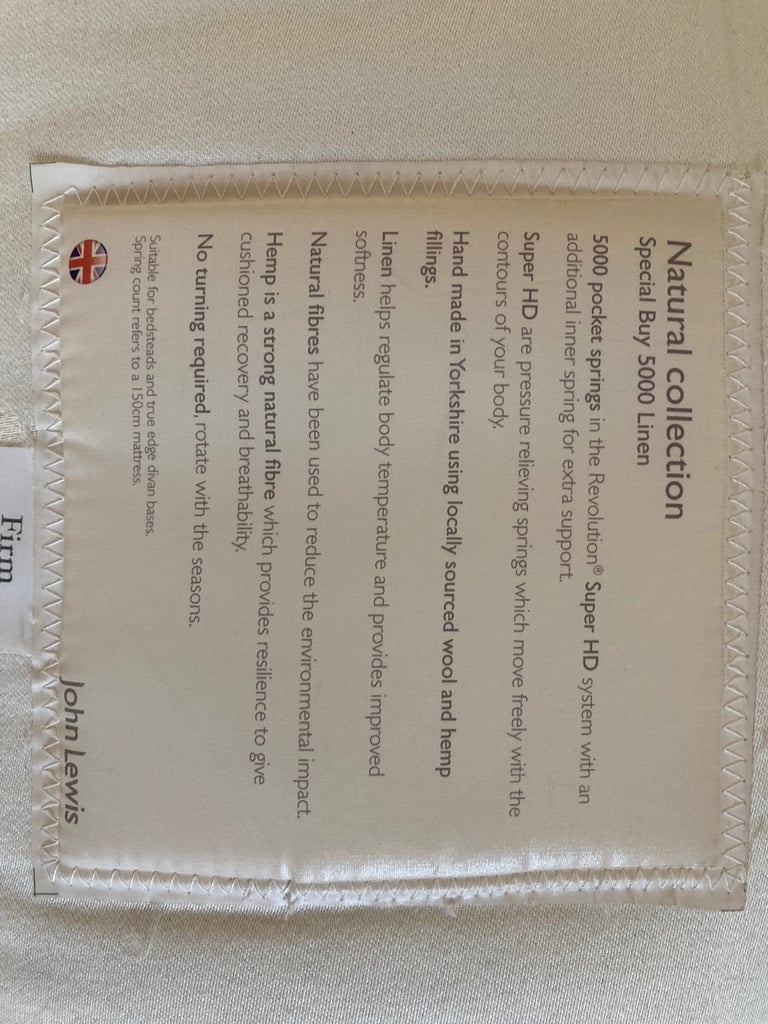 Natural collection
Special Buy 5000 Linen
5000 pocket springs in the Revolution® Super HD system with an
additional inner spring for extra support.
Super HD are pressure relieving springs which move freely with the
contours of your body.
Hand made in Yorkshire using locally sourced wool and hemp
fillings.
Linen helps regulate body temperature and provides improved
softness.
Natural fibres have been used to reduce the environmental impact.
Hemp is a strong natural fibre which provides resilience to give
cushioned recovery and breathability.
No turning required, rotate with the seasons.
Suitable for bedsteads and true edge divan bases.
Spring count refers to a 150cm mattress.
John Lewis
Firm